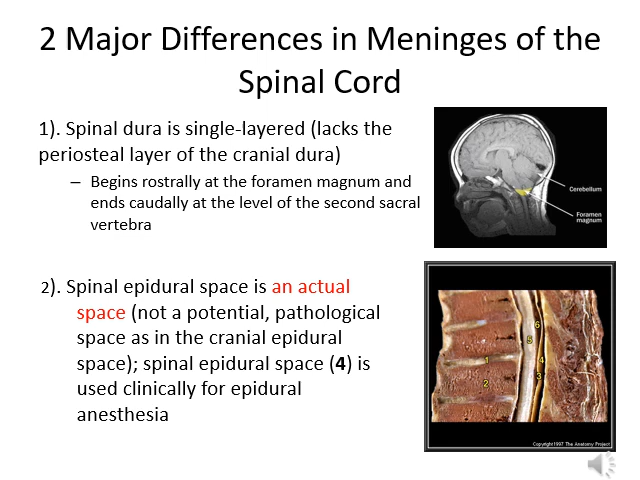 2 Major Differences in Meninges of the
Spinal Cord
1). Spinal dura is single-layered (lacks the
periosteal layer of the cranial dura)
– Begins rostrally at the foramen magnum and
ends caudally at the level of the second sacral
vertebra
Cerebellum
Foramen
magnum
2). Spinal epidural space is an actual
space (not a potential, pathological
space as in the cranial epidural
space); spinal epidural space (4) is
used clinically for epidural
anesthesia
6
5
1
4
3
2
Copyright1997 The Anatomy Project